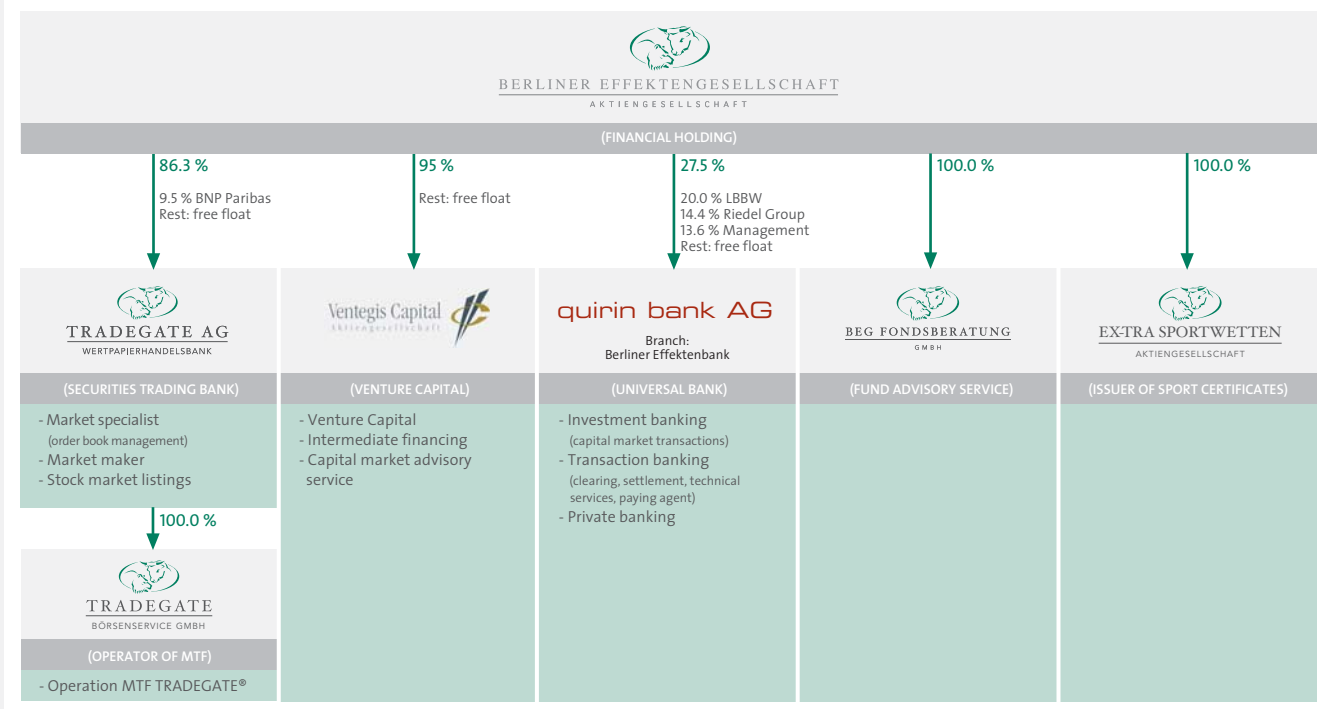 BERLINER EFFEKTENGESELLSCHAFT
AKTIENGESELLSCHAFT
(FINANCIAL HOLDING)
86.3 %
9.5 % BNP Paribas
Rest: free float
95 %
Rest: free float
27.5 %
20.0 % LBBW
14.4 % Riedel Group
13.6 % Management
Rest: free float
100.0 %
100.0 %
TRADEGATE AG
WERTPAPIERHANDELSBANK
(SECURITIES TRADING BANK)
- Market specialist
(order book management)
- Market maker
- Stock market listings
100.0 %
TRADEGATE
BÖRSENSERVICE GMBH
(OPERATOR OF MTF)
- Operation MTF TRADEGATE®
Ventegis Capital
Aktiengesellschaft
(VENTURE CAPITAL)
- Venture Capital
- Intermediate financing
- Capital market advisory
service
quirin bank AG
Branch:
Berliner Effektenbank
(UNIVERSAL BANK)
- Investment banking
(capital market transactions)
- Transaction banking
(clearing, settlement, technical
services, paying agent)
- Private banking
BEG FONDSBERATUNG
GMBH
(FUND ADVISORY SERVICE)
EX-TRA SPORTWETTEN
AKTIENGESELLSCHAFT
(ISSUER OF SPORT CERTIFICATES)